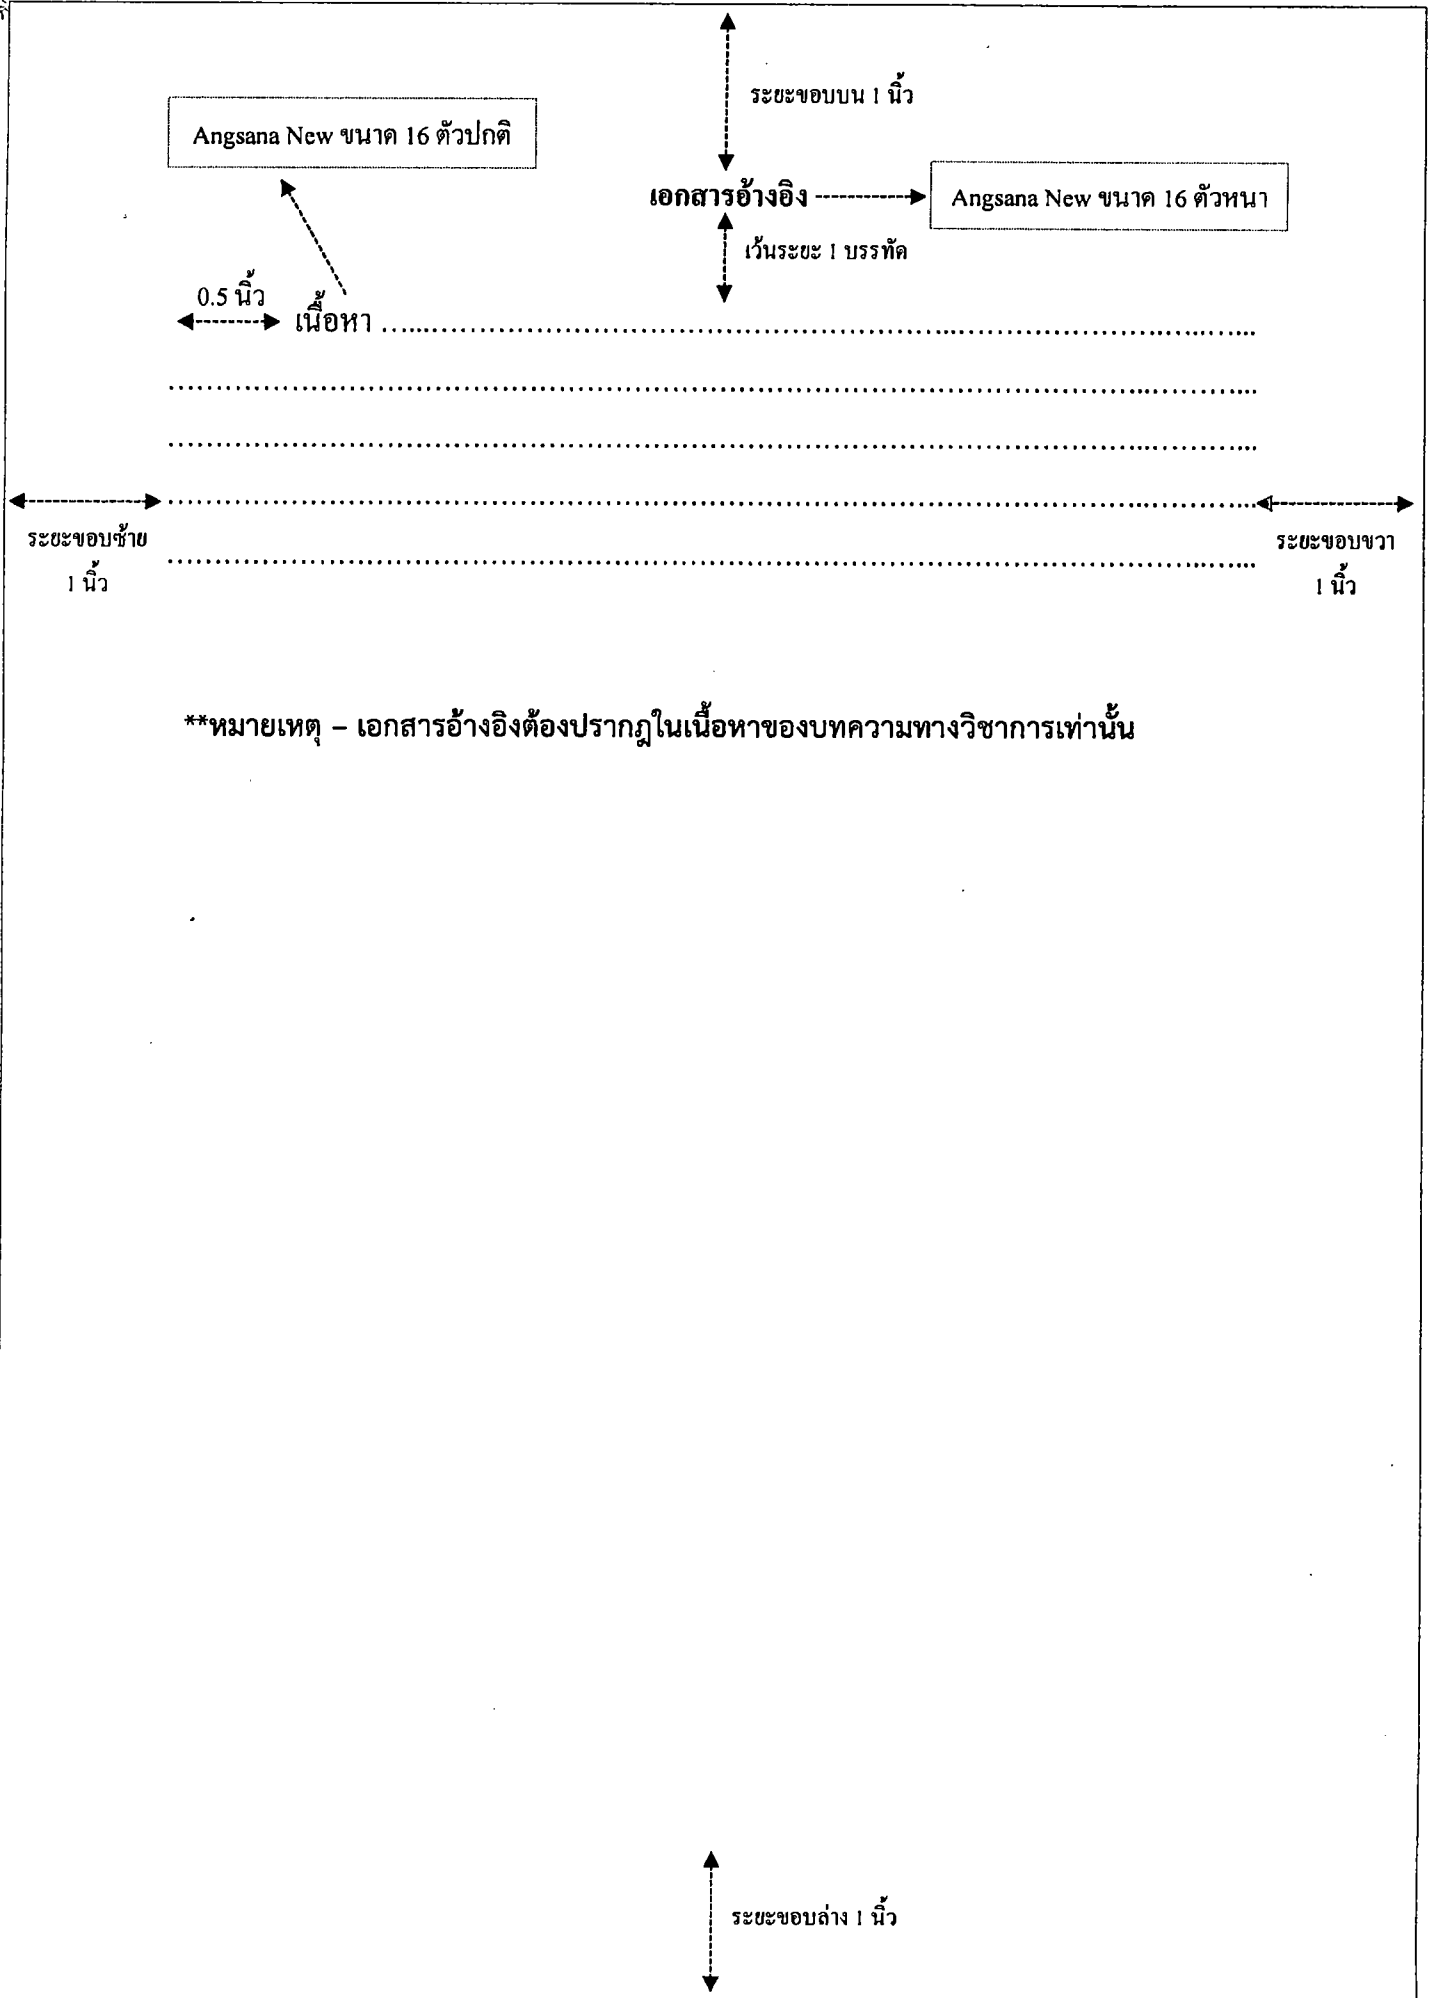 ระยะขอบบน 1 นิ้ว
Angsana New ขนาด 16 ตัวปกติ
เอกสารอ้างอิง
Angsana New ขนาด 16 ตัวหนา
เว้นระยะ 1 บรรทัด
0.5 นิ้ว
เนื้อหา ........................................................................................................
........................................................................................................................
........................................................................................................................
........................................................................................................................
ระยะขอบซ้าย
1 นิ้ว
ระยะขอบขวา
1 นิ้ว
........................................................................................................................
**หมายเหตุ – เอกสารอ้างอิงต้องปรากฎในเนื้อหาของบทความทางวิชาการเท่านั้น
ระยะขอบล่าง 1 นิ้ว